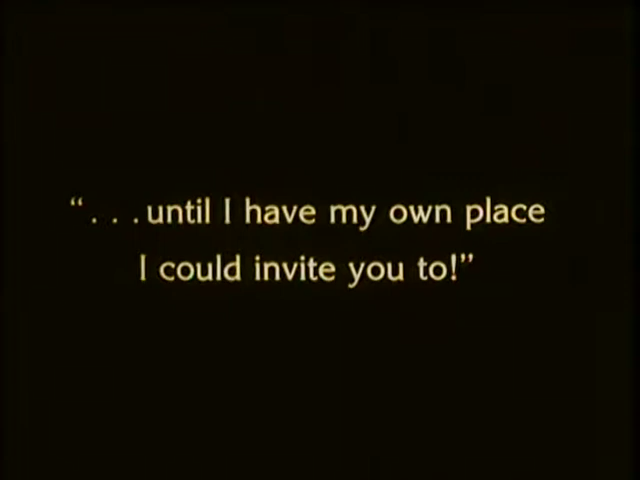 “. . . until I have my own place
I could invite you to!”